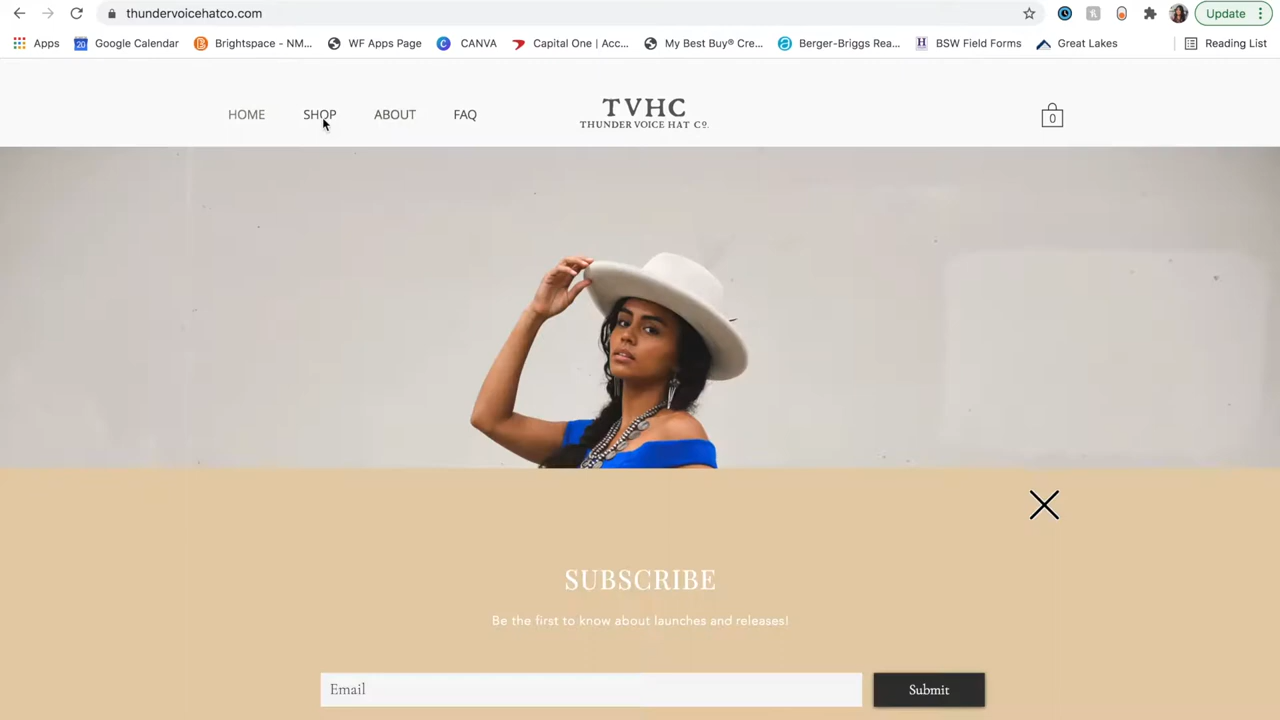 thundervoicehatco.com
Update
Apps
20
Google Calendar
Brightspace - NM...
WF Apps Page
CANVA
Capital One | Acc...
My Best Buy® Cre...
Berger-Briggs Rea...
BSW Field Forms
Great Lakes
Reading List
HOME
SHOP
ABOUT
FAQ
TVHC
THUNDER VOICE HAT Co.
0
SUBSCRIBE
Be the first to know about launches and releases!
Email
Submit